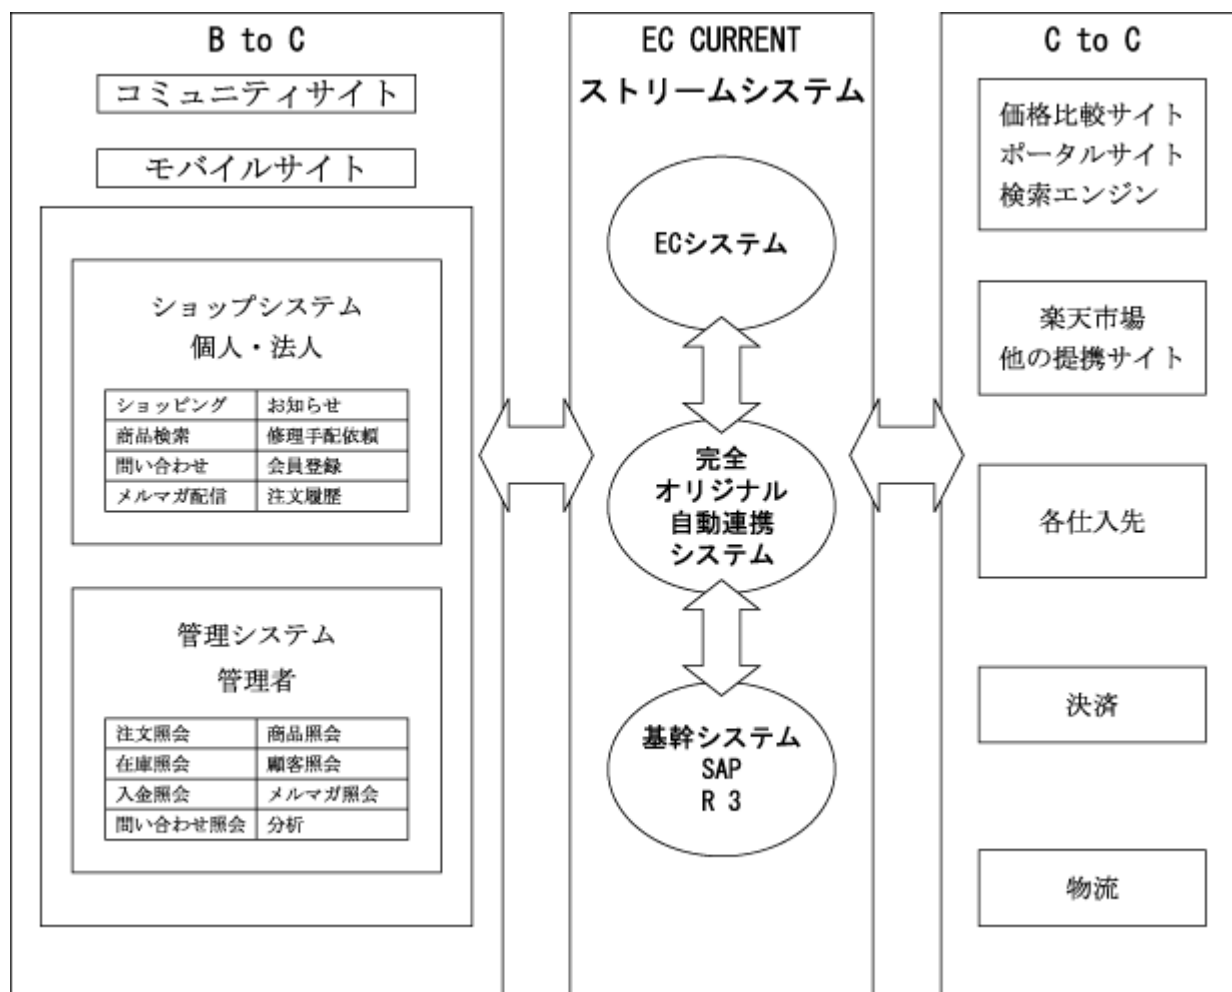 B to C
コミュニティサイト
モバイルサイト
ショップシステム
個人・法人
ショッピング
お知らせ
商品検索
修理手配依頼
問い合わせ
会員登録
メルマガ配信
注文履歴
管理システム
管理者
注文照会
商品照会
在庫照会
顧客照会
入金照会
メルマガ照会
問い合わせ照会
分析
EC CURRENT
ストリームシステム
ECシステム
完全
オリジナル
自動連携
システム
基幹システム
SAP
R 3
C to C
価格比較サイト
ポータルサイト
検索エンジン
楽天市場
他の提携サイト
各仕入先
決済
物流